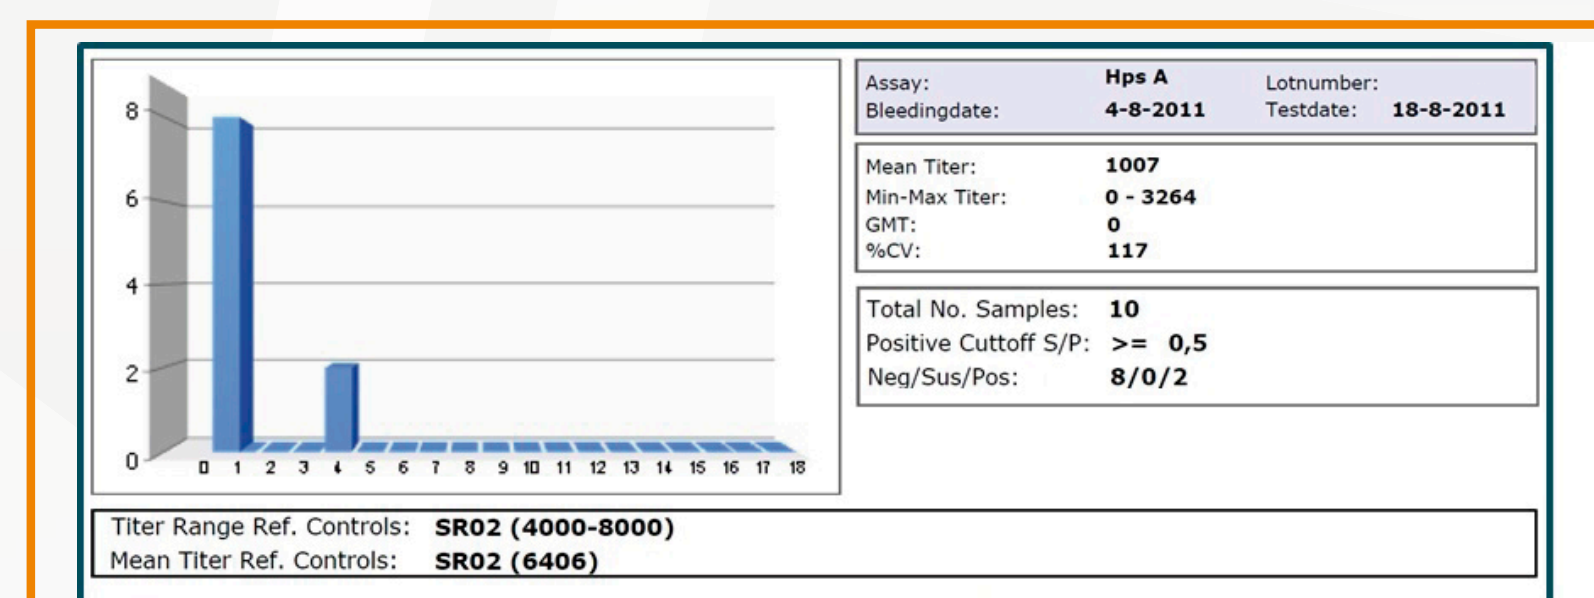 8
6
4
2
0
0 1 2 3 4 5 6 7 8 9 10 11 12 13 14 15 16 17 18
Assay: Hps A Lotnumber:
Bleedingdate: 4-8-2011 Testdate: 18-8-2011
Mean Titer: 1007
Min-Max Titer: 0 - 3264
GMT: 0
%CV: 117
Total No. Samples: 10
Positive Cuttoff S/P: >= 0,5
Neg/Sus/Pos: 8/0/2
Titer Range Ref. Controls: SR02 (4000-8000)
Mean Titer Ref. Controls: SR02 (6406)